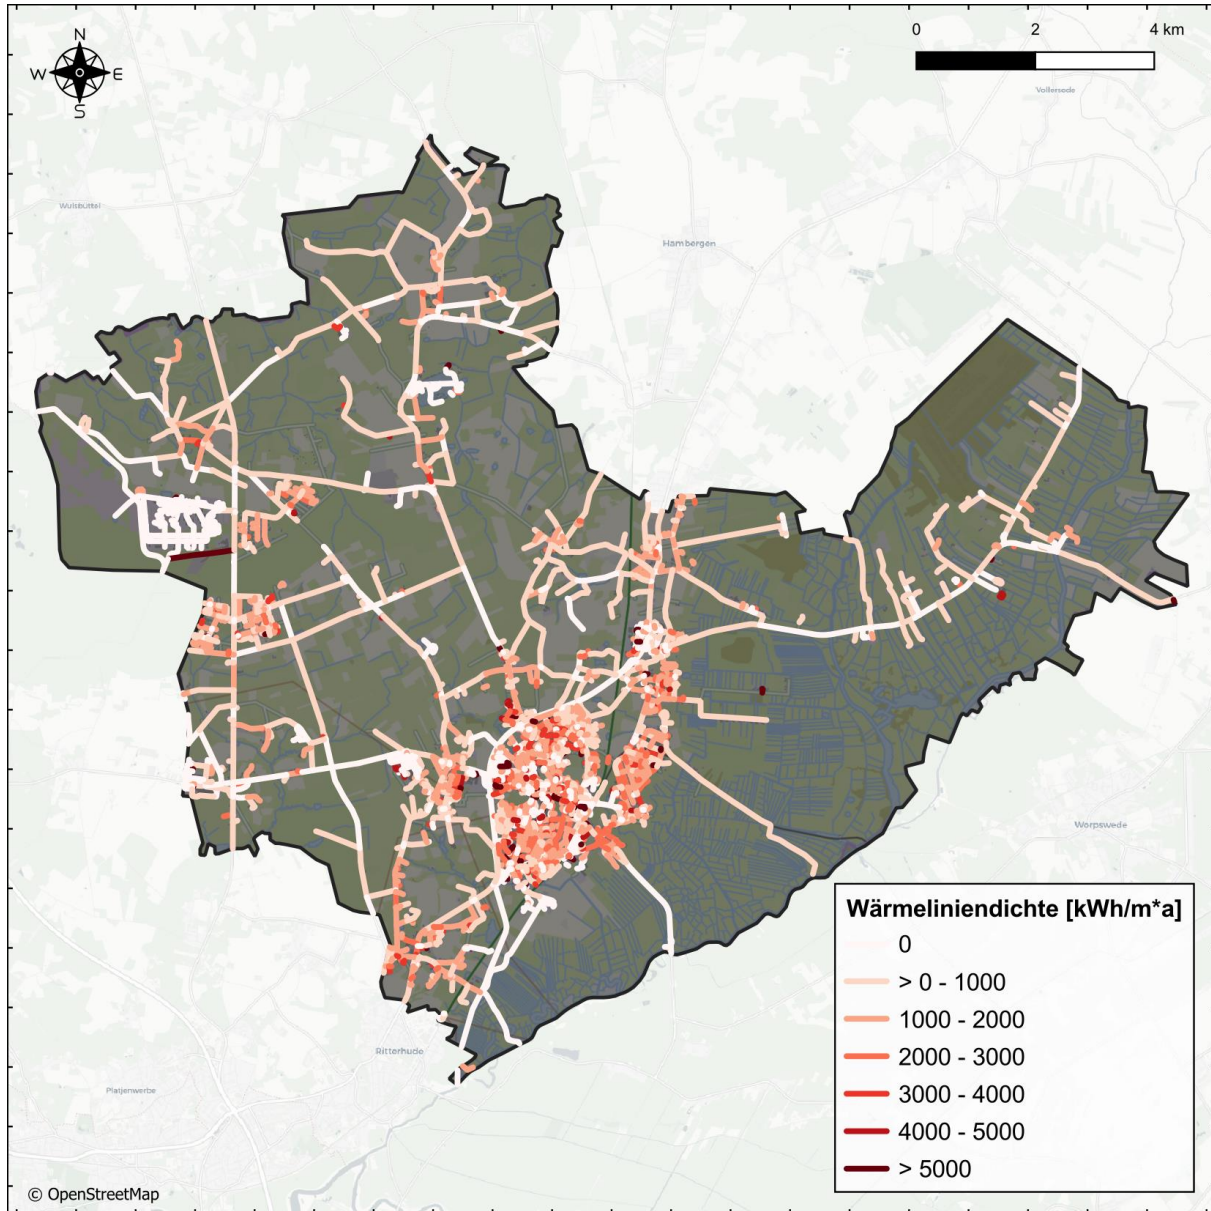 N
W E
S
0 2 4 km
Vollersode
Wulsbüttel
Hambergen
Worpswede
Ritterhude
Platjenwerbe
Wärmeliniendichte [kWh/m*a]
0
> 0 - 1000
1000 - 2000
2000 - 3000
3000 - 4000
4000 - 5000
> 5000
© OpenStreetMap